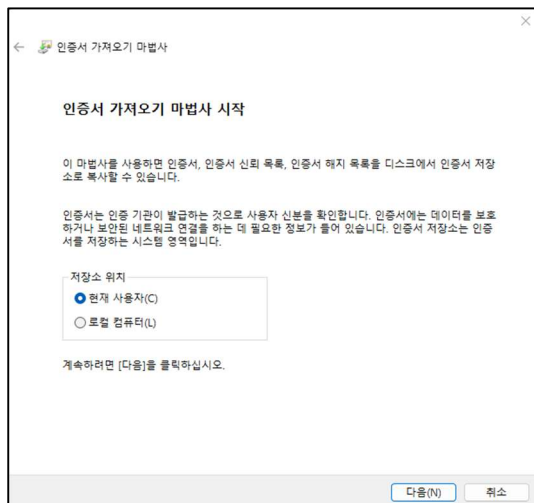 인증서 가져오기 마법사
인증서 가져오기 마법사 시작
이 마법사를 사용하면 인증서, 인증서 신뢰 목록, 인증서 해지 목록을 디스크에서 인증서 저장
소로 복사할 수 있습니다.
인증서는 인증 기관이 발급하는 것으로 사용자 신분을 확인합니다. 인증서에는 데이터를 보호
하거나 보안된 네트워크 연결을 하는 데 필요한 정보가 들어 있습니다. 인증서 저장소는 인증
서를 저장하는 시스템 영역입니다.
저장소 위치
현재 사용자(C)
로컬 컴퓨터(L)
계속하려면 [다음]을 클릭하십시오.
다음(N) 취소